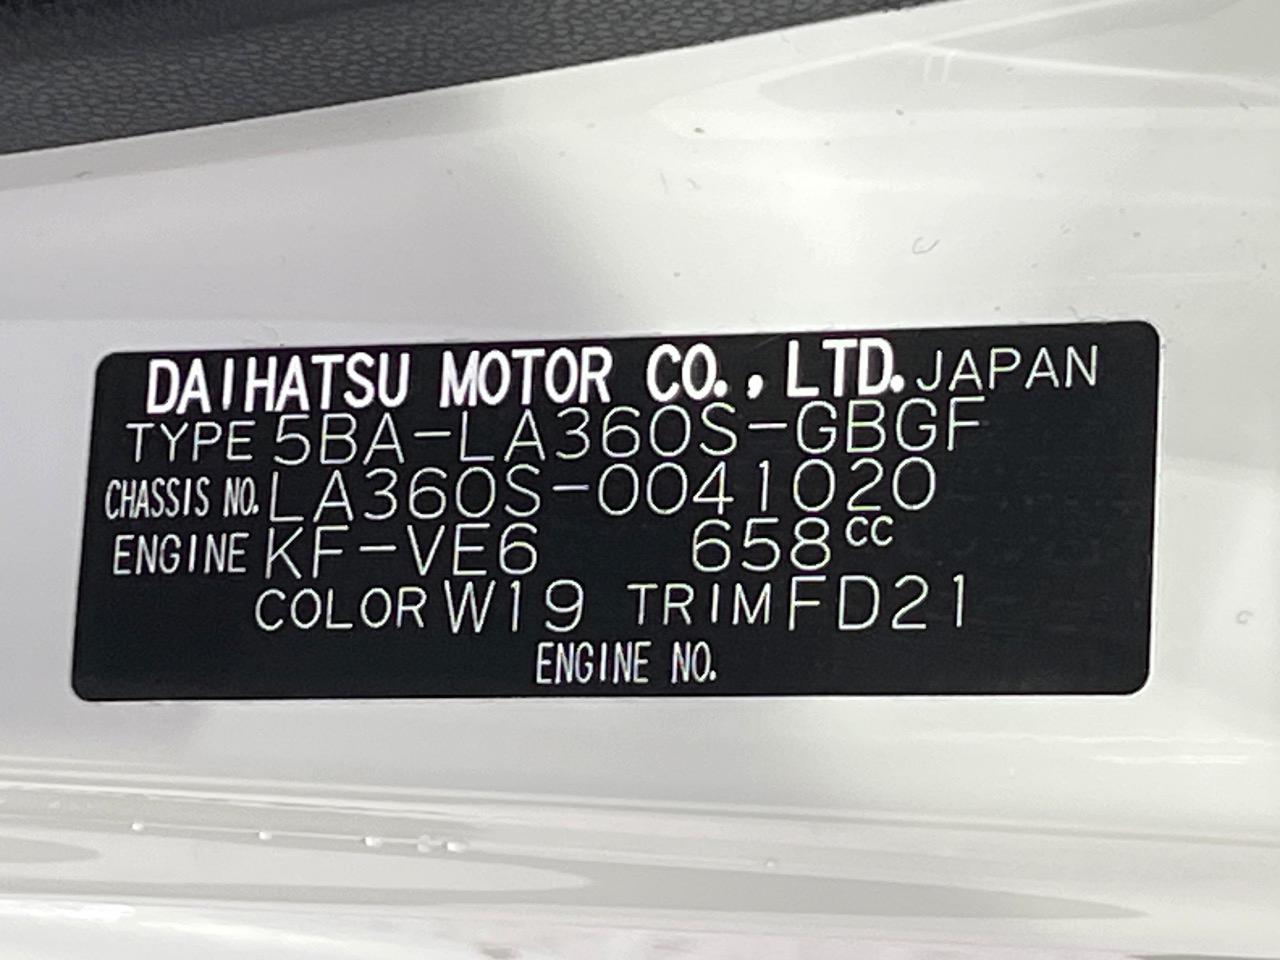 DAIHATSU MOTOR CO., LTD. JAPAN
TYPE 5BA-LA360S-GBGF
CHASSIS NO. LA360S-0041020
ENGINE KF-VE6 658cc
COLOR W19 TRIM FD21
ENGINE NO.